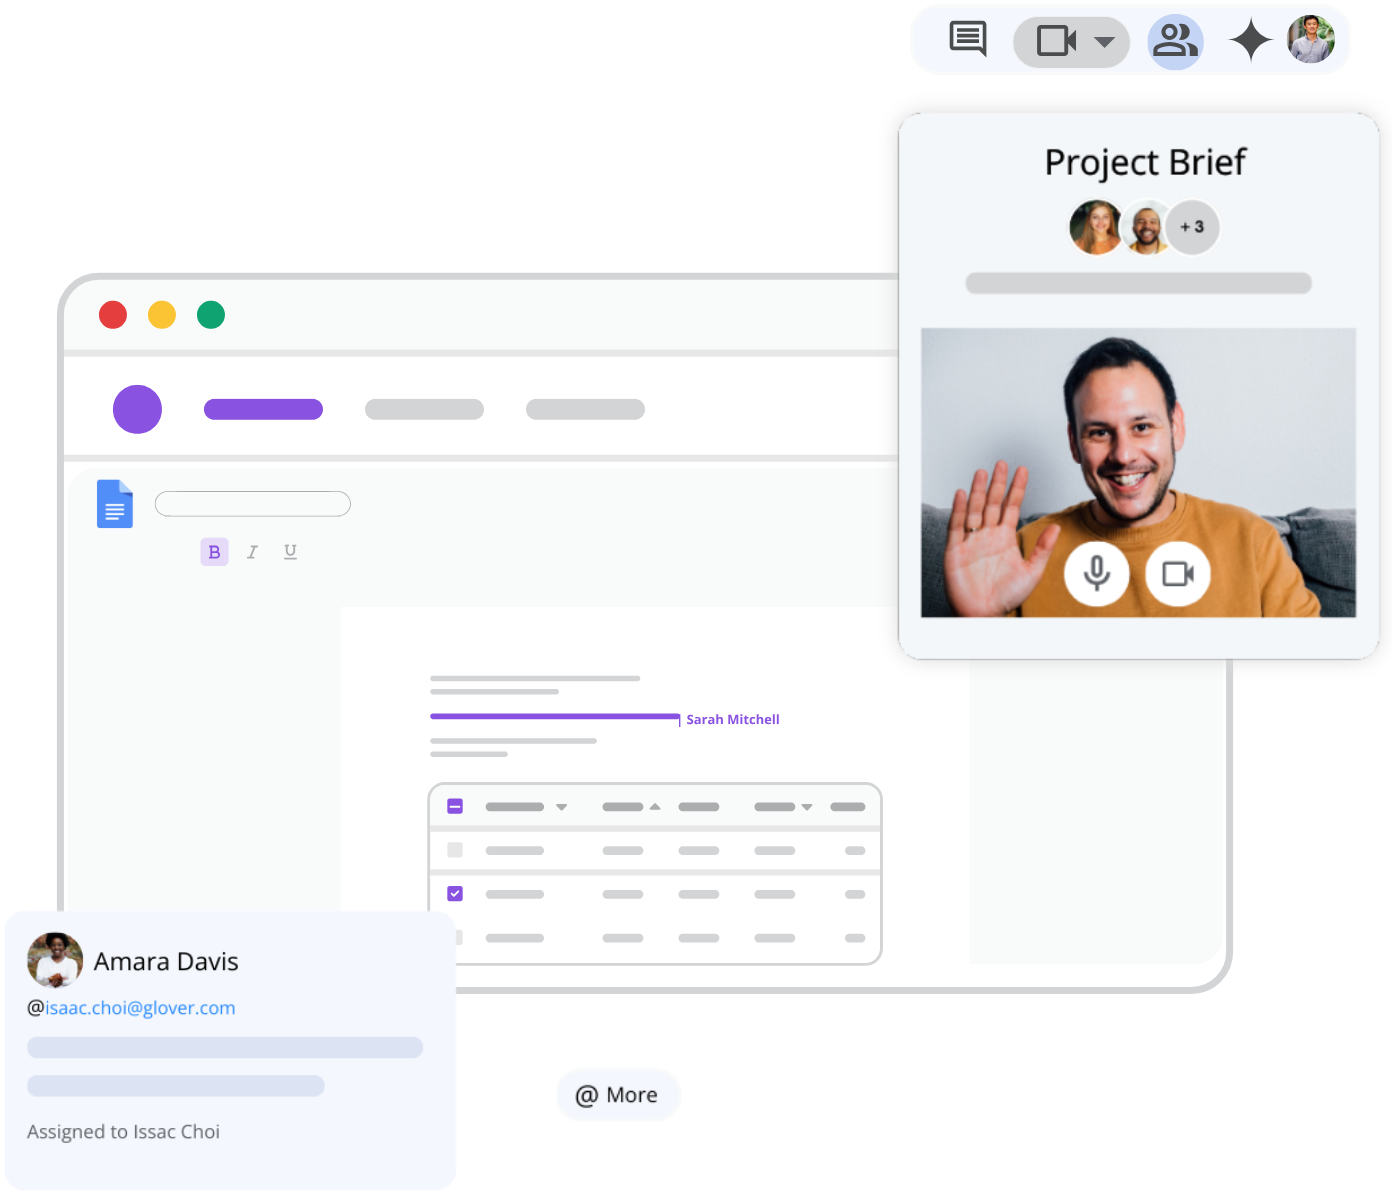 Project Brief
+ 3
B I U
Sarah Mitchell
Amara Davis
@isaac.choi@glover.com
Assigned to Issac Choi
@ More